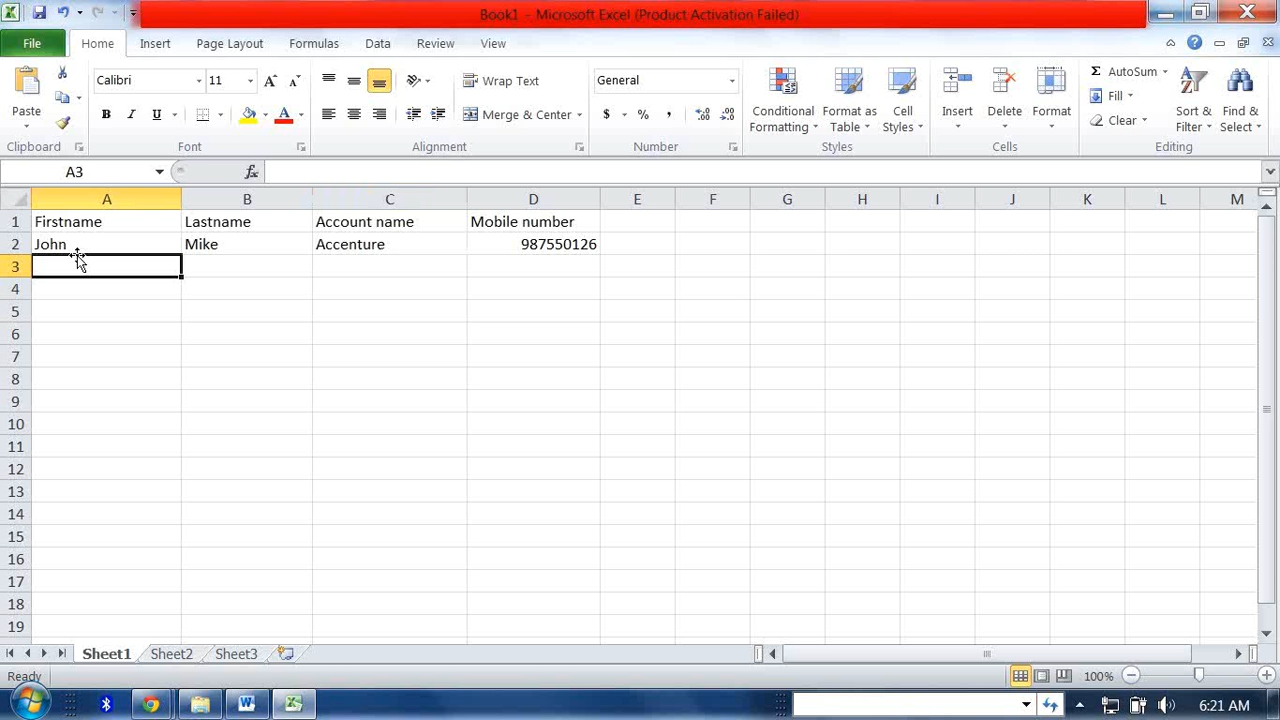 Book1 - Microsoft Excel (Product Activation Failed)
File Home Insert Page Layout Formulas Data Review View
Calibri 11 Wrap Text General AutoSum
Paste Merge & Center $ % , Conditional Formatting Format as Table Cell Styles Insert Delete Format Fill Clear Sort & Filter Find & Select
B I U A
Clipboard Font Alignment Number Styles Cells Editing
A3 fx
A B C D E F G H I J K L M
1 Firstname Lastname Account name Mobile number
2 John Mike Accenture 987550126
3
4
5
6
7
8
9
10
11
12
13
14
15
16
17
18
19
Sheet1 Sheet2 Sheet3
Ready 100%
6:21 AM